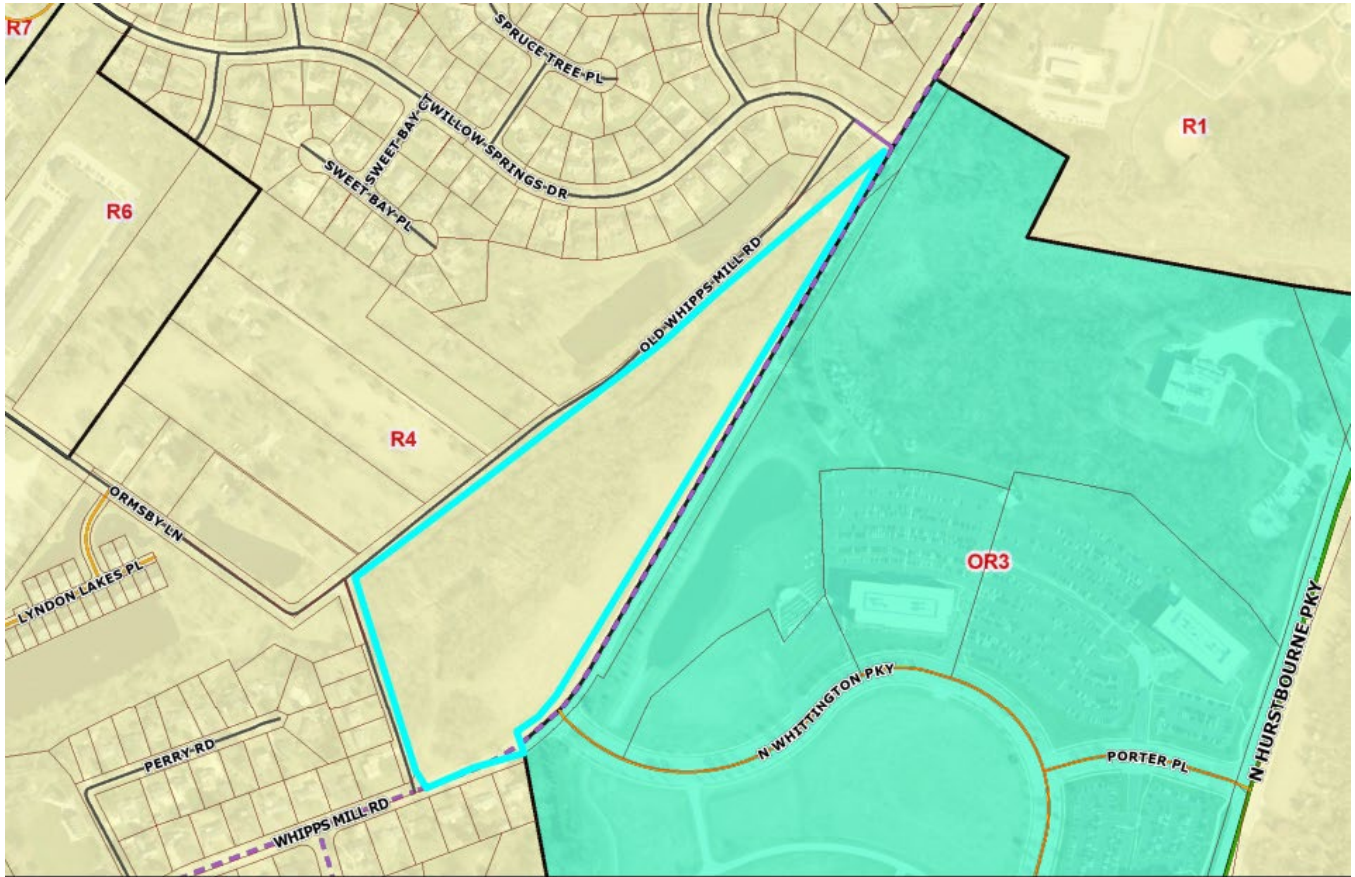 R7
SPRUCE TREE PL
R1
WILLOW SPRINGS DR
SWEET BAY CT
SWEET BAY PL
R6
OLD WHIPPS MILL RD
R4
ORMSBY LN
LYNDON LAKES PL
OR3
N HURSTBOURNE PKY
N WHITTINGTON PKY
PERRY RD
PORTER PL
WHIPPS MILL RD